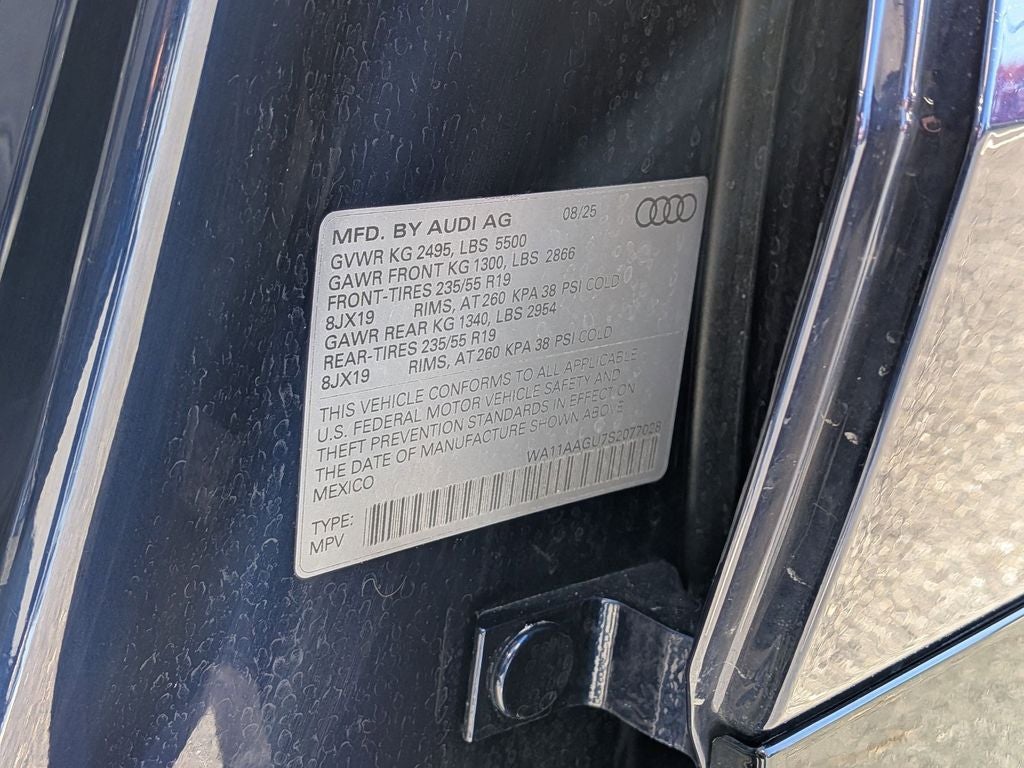 MFD. BY AUDI AG 08/25
GVWR KG 2495, LBS 5500
GAWR FRONT KG 1300, LBS 2866
FRONT-TIRES 235/55 R19
8JX19 RIMS, AT 260 KPA 38 PSI COLD
GAWR REAR KG 1340, LBS 2954
REAR-TIRES 235/55 R19
8JX19 RIMS, AT 260 KPA 38 PSI COLD
THIS VEHICLE CONFORMS TO ALL APPLICABLE
U.S. FEDERAL MOTOR VEHICLE SAFETY AND
THEFT PREVENTION STANDARDS IN EFFECT ON
THE DATE OF MANUFACTURE SHOWN ABOVE
MEXICO WA11AAGU7S2077028
TYPE:
MPV